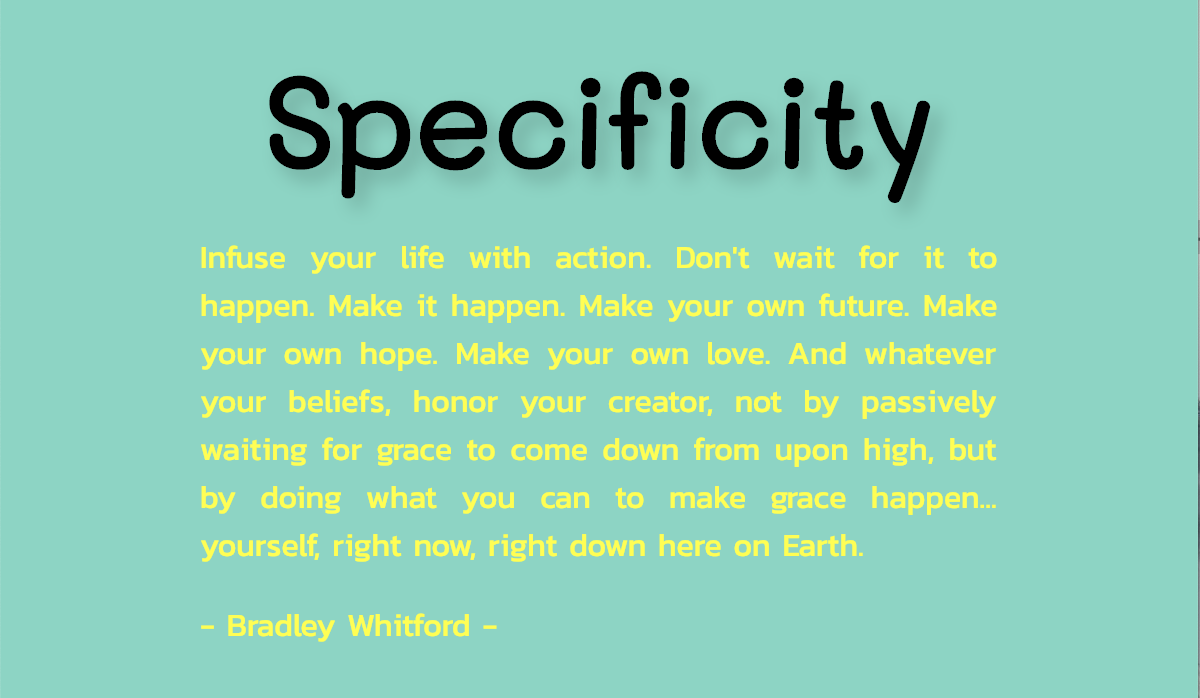 Specificity
Infuse your life with action. Don't wait for it to
happen. Make it happen. Make your own future. Make
your own hope. Make your own love. And whatever
your beliefs, honor your creator, not by passively
waiting for grace to come down from upon high, but
by doing what you can to make grace happen...
yourself, right now, right down here on Earth.
– Bradley Whitford –